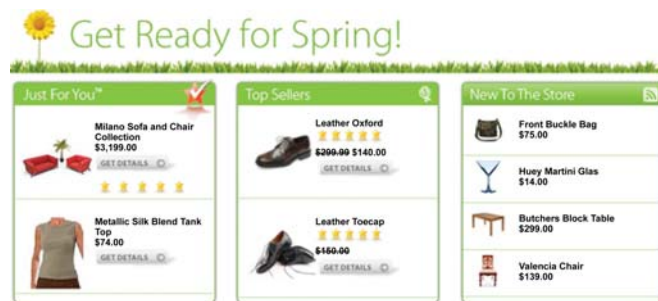 Get Ready for Spring!
Just For You™
Milano Sofa and Chair
Collection
$3,199.00
GET DETAILS
Metallic Silk Blend Tank
Top
$74.00
GET DETAILS
Top Sellers
Leather Oxford
$299.99 $140.00
GET DETAILS
Leather Toecap
$150.00
GET DETAILS
New To The Store
Front Buckle Bag
$75.00
Huey Martini Glas
$14.00
Butchers Block Table
$299.00
Valencia Chair
$139.00